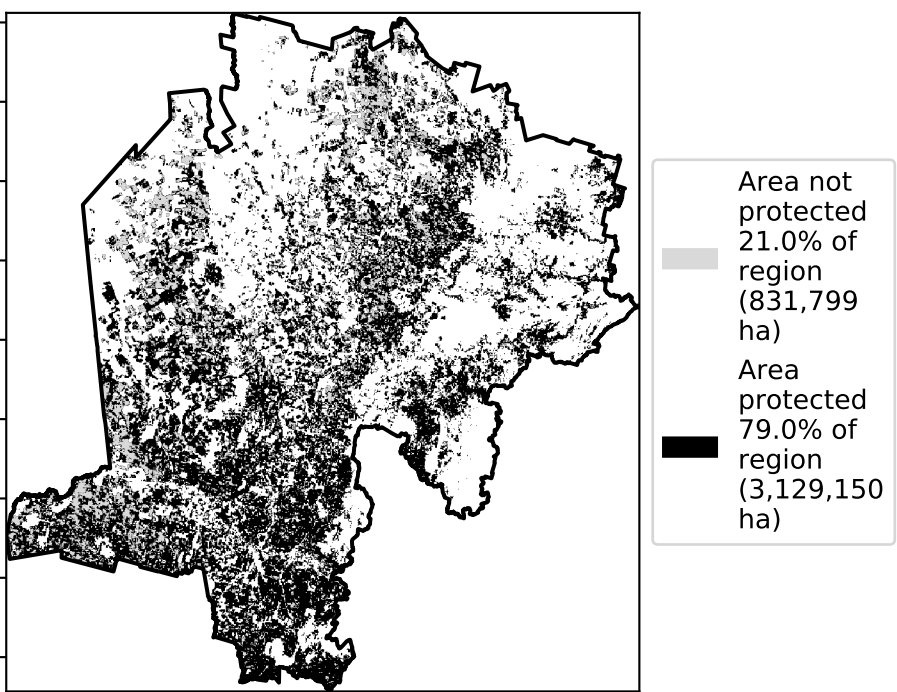 Area not
protected
21.0% of
region
(831,799
ha)
Area
protected
79.0% of
region
(3,129,150
ha)